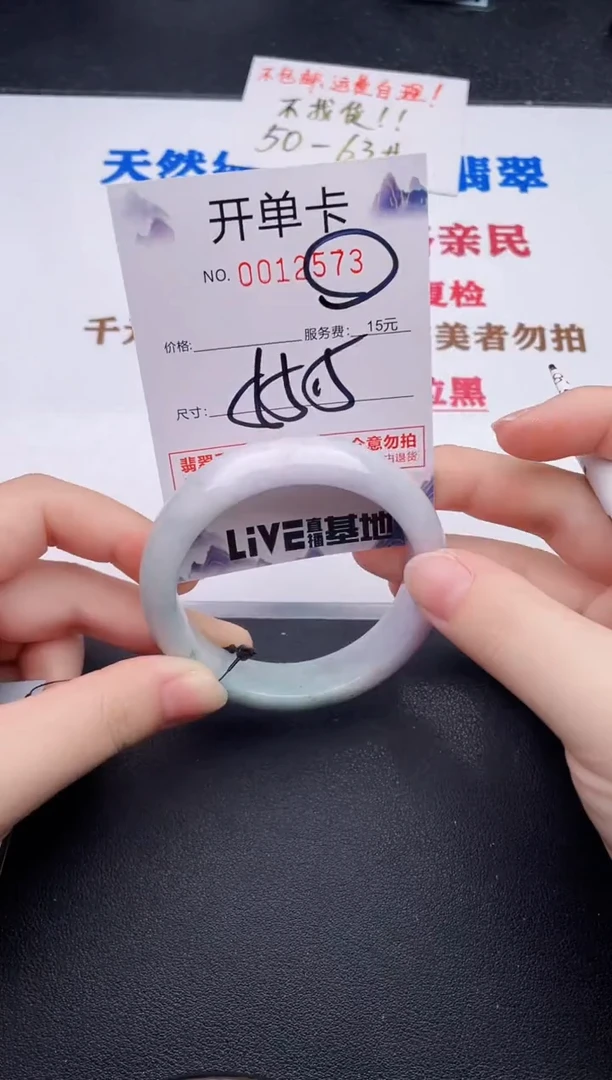 不包邮、运费自理！
不找货！！
50-63
天然 翡翠
开单卡
亲民
NO. 0012573
复检
千 美者勿拍
价格: 服务费: 15元
拉黑
尺寸:
翡翠 介意勿拍
退货
LiVE直播基地